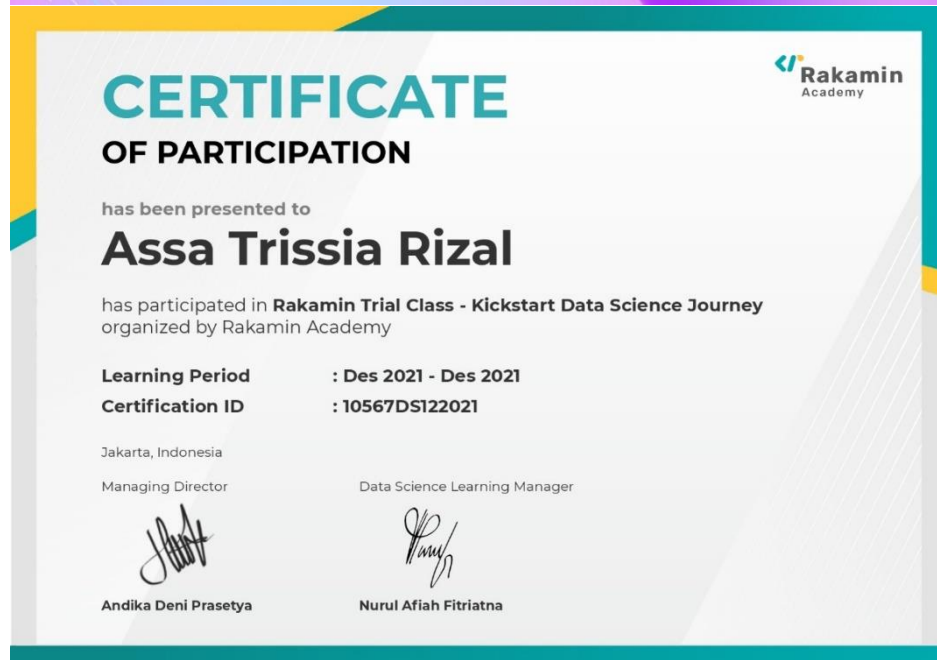 Rakamin
Academy
CERTIFICATE
OF PARTICIPATION
has been presented to
Assa Trissia Rizal
has participated in Rakamin Trial Class - Kickstart Data Science Journey
organized by Rakamin Academy
Learning Period : Des 2021 - Des 2021
Certification ID : 10567DS122021
Jakarta, Indonesia
Managing Director Data Science Learning Manager
Andika Deni Prasetya Nurul Afiah Fitriatna